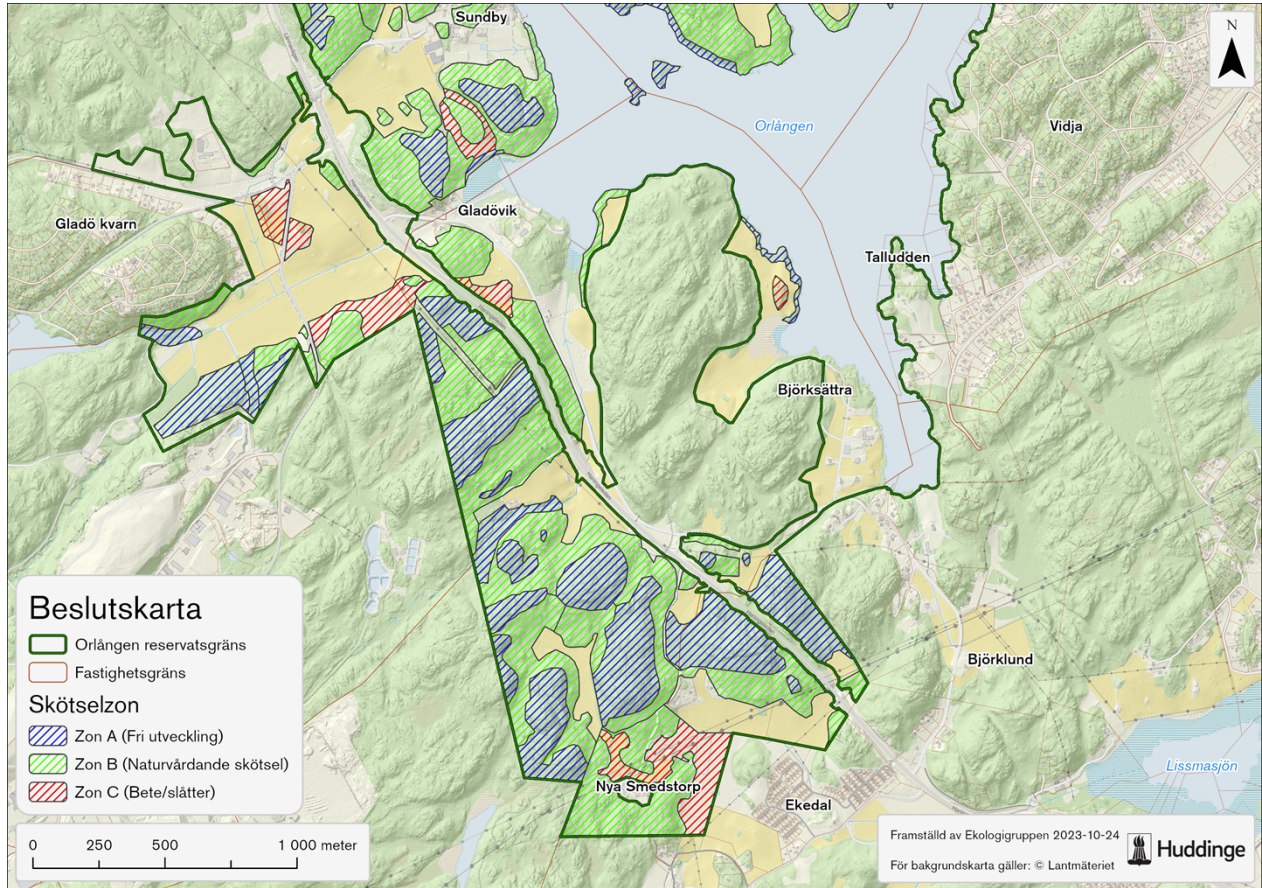 Sundby
N
Orlången
Vidja
Gladö kvarn
Gladövik
Talludden
Björksättra
Beslutskarta
Orlången reservatsgräns
Fastighetsgräns
Skötselzon
Zon A (Fri utveckling)
Zon B (Naturvårdande skötsel)
Zon C (Bete/slåtter)
Björklund
Lissmasjön
Nya Smedstorp
Ekedal
0 250 500 1 000 meter
Framställd av Ekologigruppen 2023-10-24
För bakgrundskarta gäller: © Lantmäteriet
Huddinge